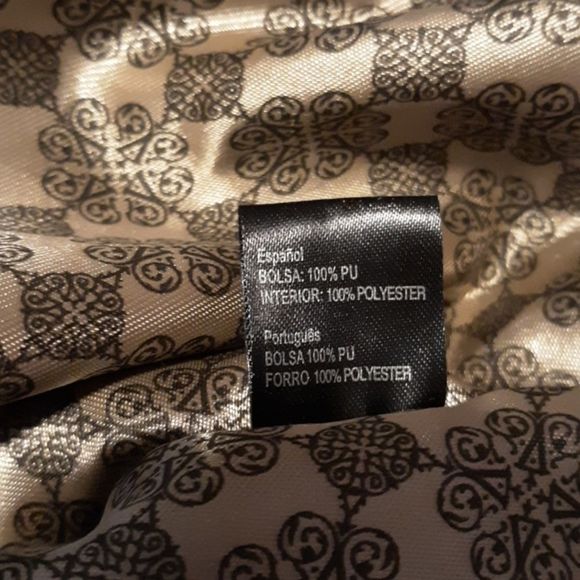 Español
BOLSA: 100% PU
INTERIOR: 100% POLYESTER
Português
BOLSA 100% PU
FORRO 100% POLYESTER